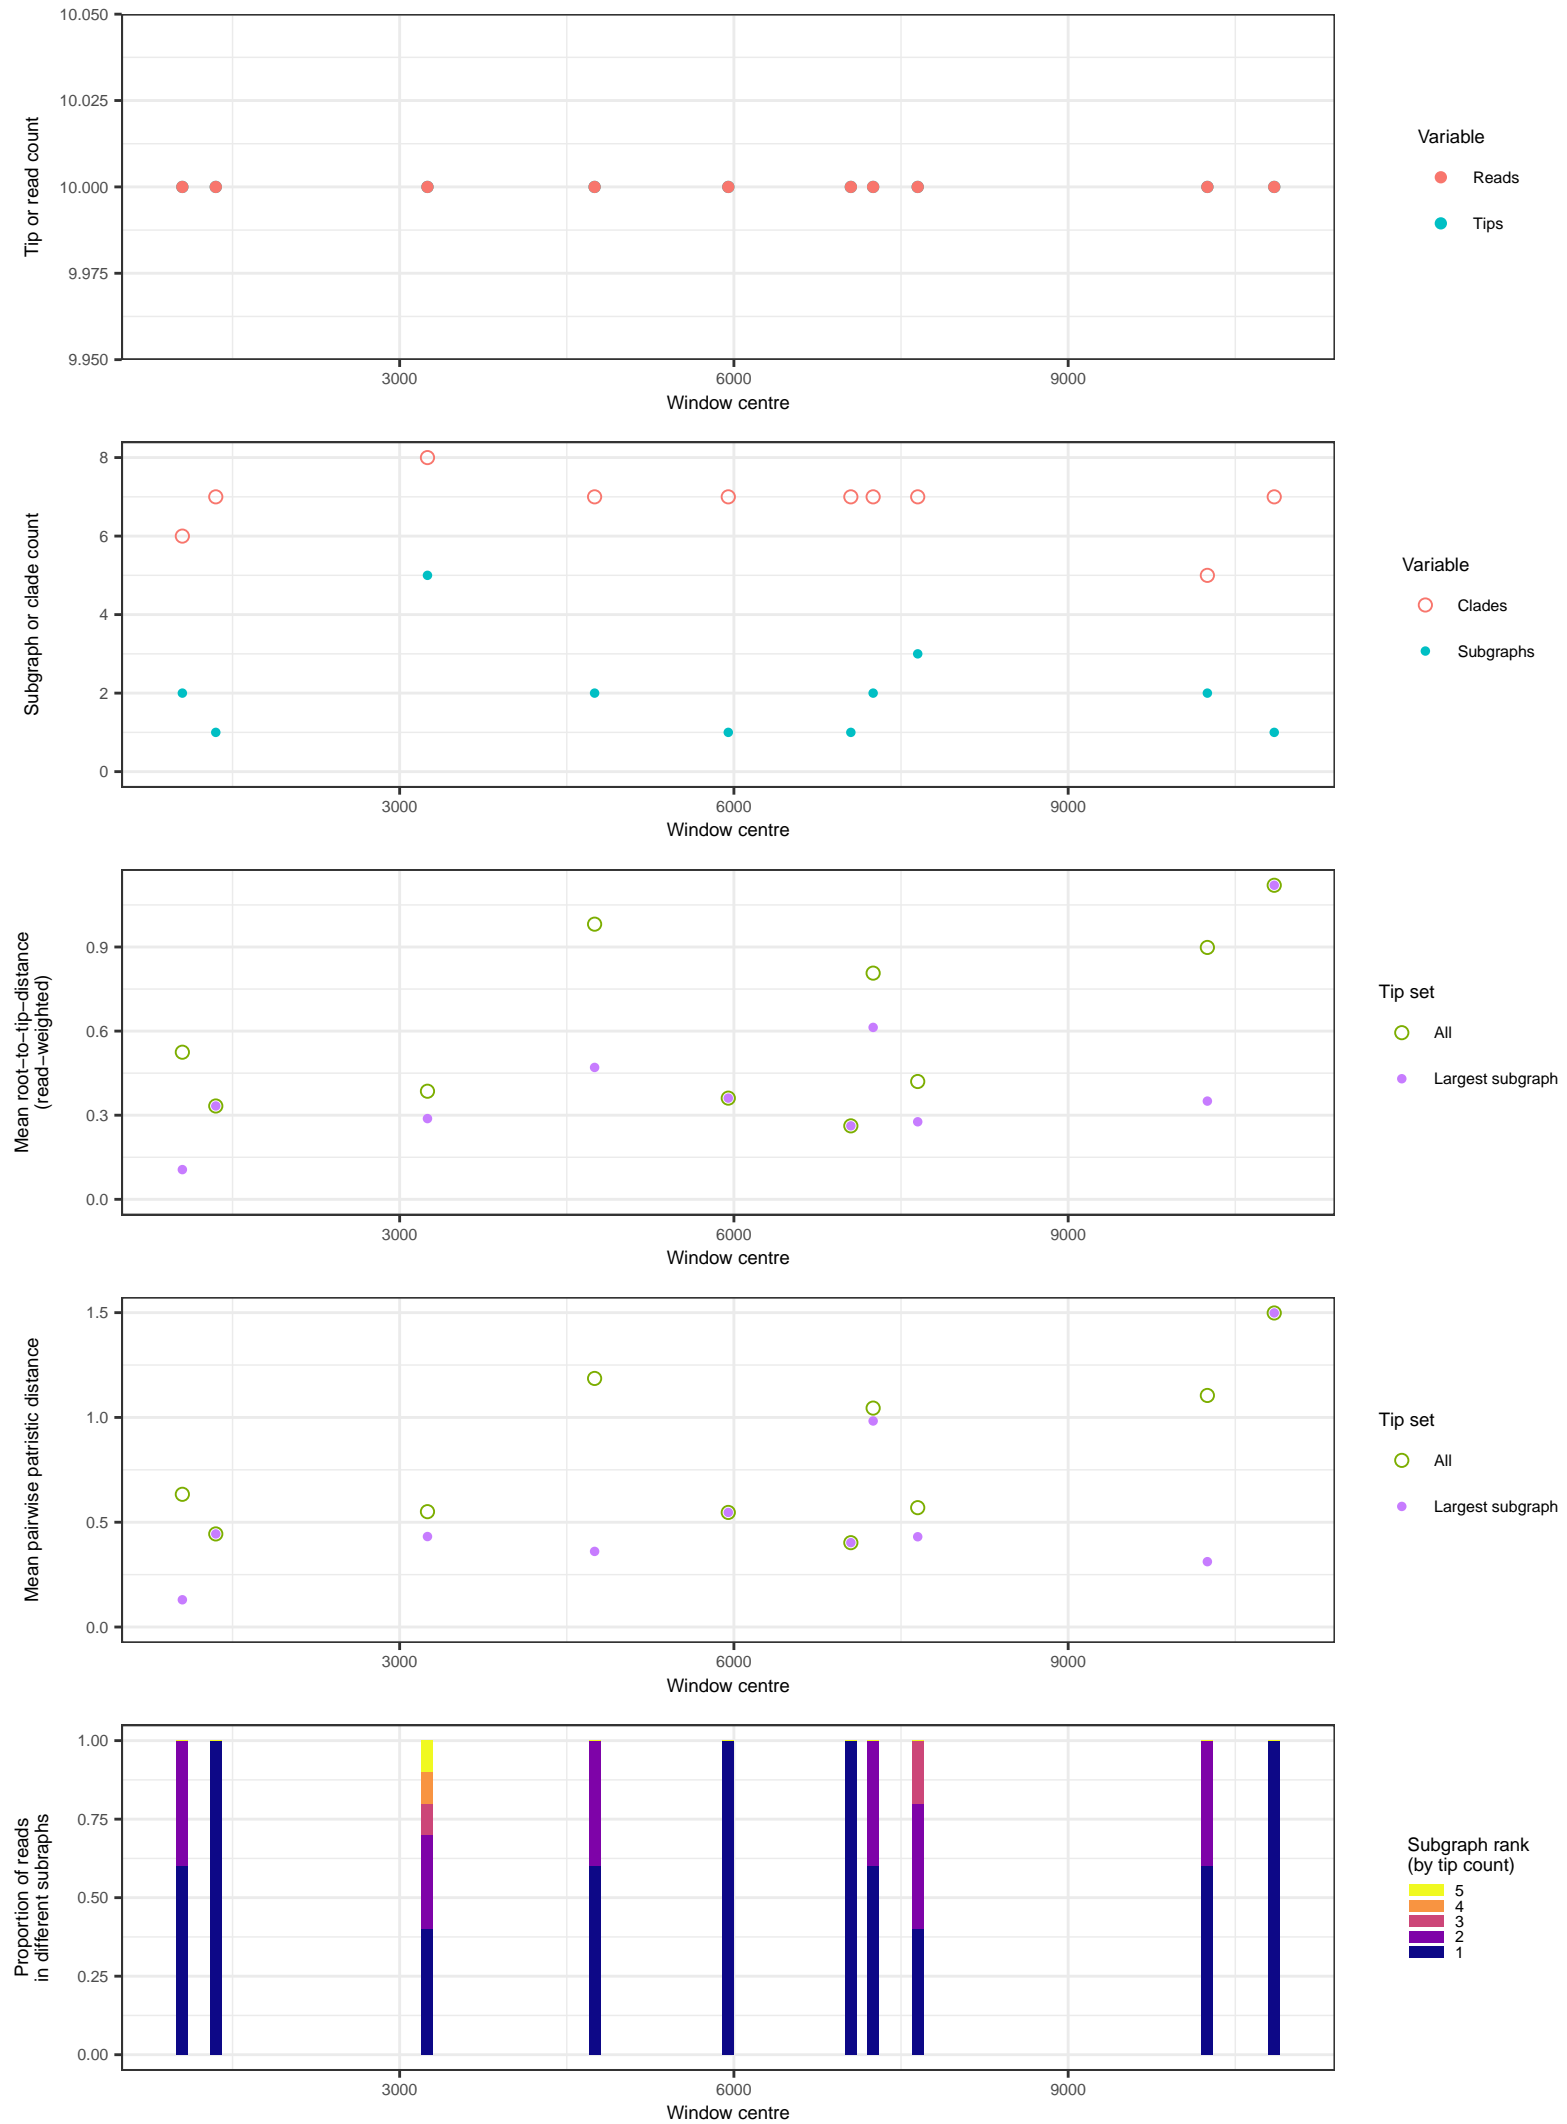 10.050
10.025
10.000
9.975
9.950
Tip or read count
3000 6000 9000
Window centre
Variable
Reads
Tips
8
6
4
2
0
Subgraph or clade count
3000 6000 9000
Window centre
Variable
Clades
Subgraphs
0.9
0.6
0.3
0.0
Mean root−to−tip−distance
(read−weighted)
3000 6000 9000
Window centre
Tip set
All
Largest subgraph
1.5
1.0
0.5
0.0
Mean pairwise patristic distance
3000 6000 9000
Window centre
Tip set
All
Largest subgraph
1.00
0.75
0.50
0.25
0.00
Proportion of reads
in different subraphs
3000 6000 9000
Window centre
Subgraph rank
(by tip count)
5
4
3
2
1